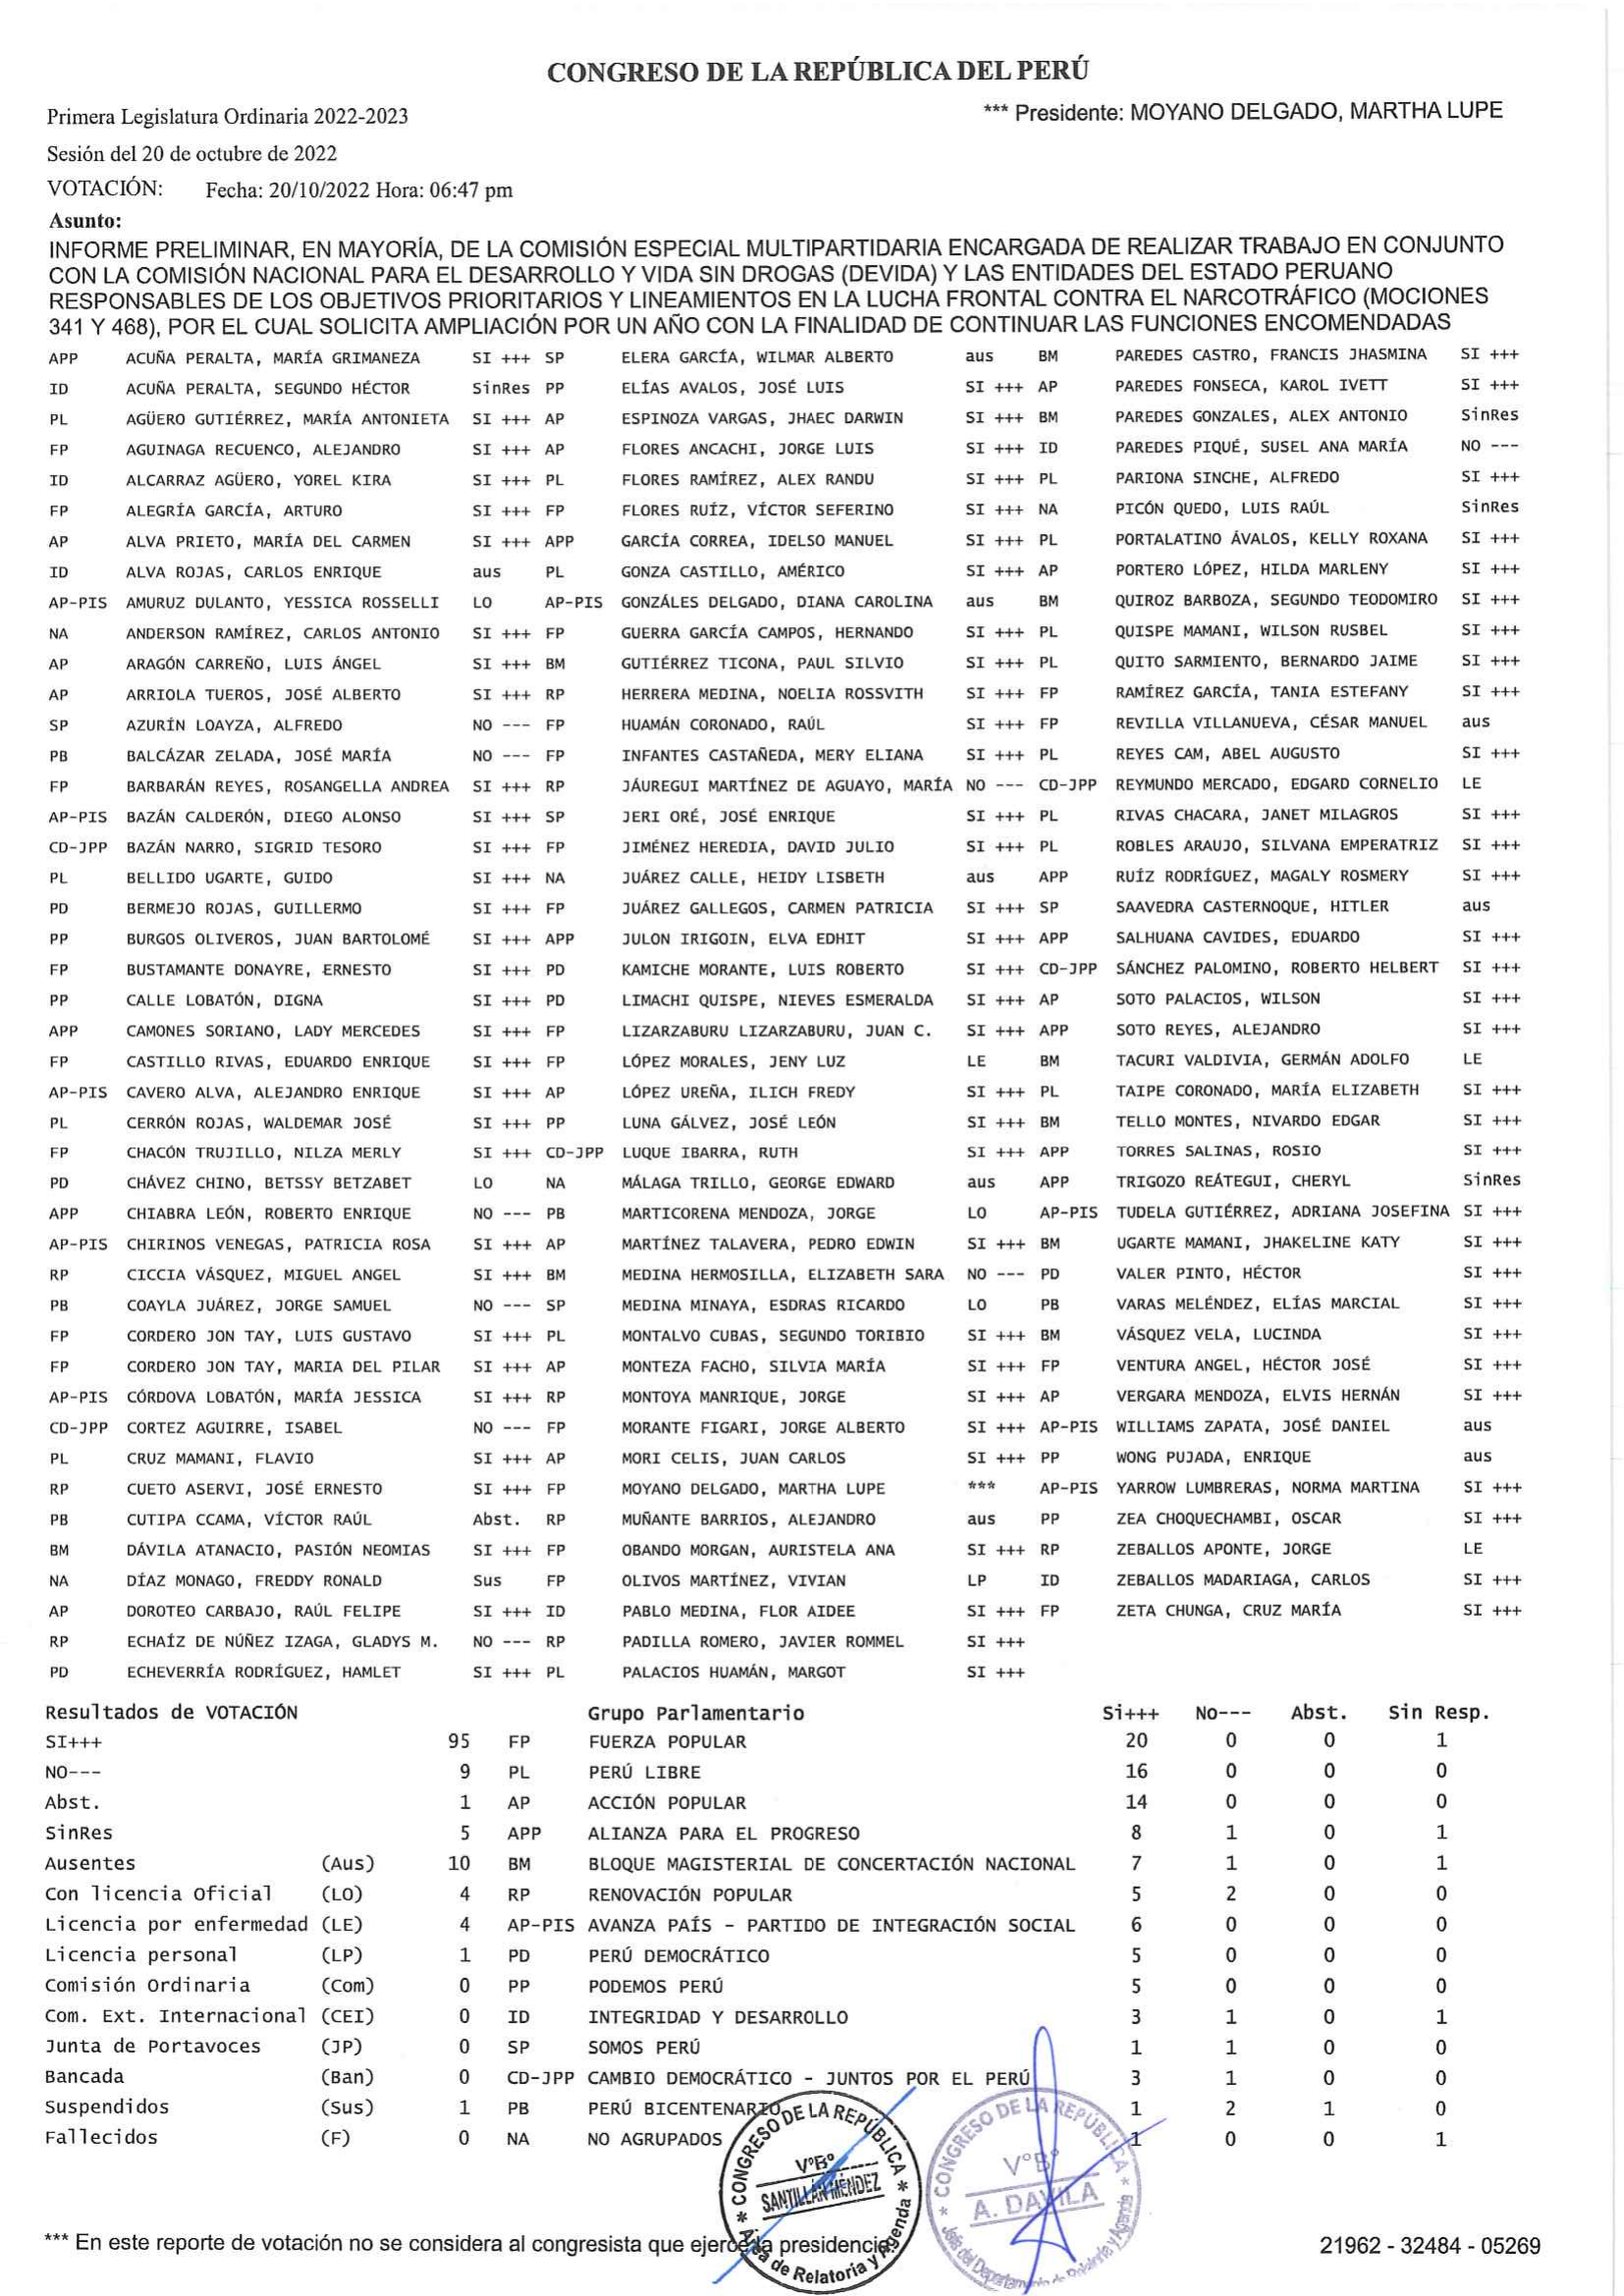 CONGRESO DE LA REPÚBLICA DEL PERÚ
Primera Legislatura Ordinaria 2022-2023 *** Presidente: MOYANO DELGADO, MARTHA LUPE
Sesión del 20 de octubre de 2022
VOTACIÓN: Fecha: 20/10/2022 Hora: 06:47 pm
Asunto:
INFORME PRELIMINAR, EN MAYORÍA, DE LA COMISIÓN ESPECIAL MULTIPARTIDARIA ENCARGADA DE REALIZAR TRABAJO EN CONJUNTO
CON LA COMISIÓN NACIONAL PARA EL DESARROLLO Y VIDA SIN DROGAS (DEVIDA) Y LAS ENTIDADES DEL ESTADO PERUANO
RESPONSABLES DE LOS OBJETIVOS PRIORITARIOS Y LINEAMIENTOS EN LA LUCHA FRONTAL CONTRA EL NARCOTRÁFICO (MOCIONES
341 Y 468), POR EL CUAL SOLICITA AMPLIACIÓN POR UN AÑO CON LA FINALIDAD DE CONTINUAR LAS FUNCIONES ENCOMENDADAS
APP ACUÑA PERALTA, MARÍA GRIMANEZA SI +++ SP ELERA GARCÍA, WILMAR ALBERTO aus BM PAREDES CASTRO, FRANCIS JHASMINA SI +++
ID ACUÑA PERALTA, SEGUNDO HÉCTOR SinRes PP ELÍAS AVALOS, JOSÉ LUIS SI +++ AP PAREDES FONSECA, KAROL IVETT SI +++
PL AGÜERO GUTIÉRREZ, MARÍA ANTONIETA SI +++ AP ESPINOZA VARGAS, JHAEC DARWIN SI +++ BM PAREDES GONZALES, ALEX ANTONIO SinRes
FP AGUINAGA RECUENCO, ALEJANDRO SI +++ AP FLORES ANCACHI, JORGE LUIS SI +++ ID PAREDES PIQUÉ, SUSEL ANA MARÍA NO ---
ID ALCARRAZ AGÜERO, YOREL KIRA SI +++ PL FLORES RAMÍREZ, ALEX RANDU SI +++ PL PARIONA SINCHE, ALFREDO SI +++
FP ALEGRÍA GARCÍA, ARTURO SI +++ FP FLORES RUÍZ, VÍCTOR SEFERINO SI +++ NA PICÓN QUEDO, LUIS RAÚL SinRes
AP ALVA PRIETO, MARÍA DEL CARMEN SI +++ APP GARCÍA CORREA, IDELSO MANUEL SI +++ PL PORTALATINO ÁVALOS, KELLY ROXANA SI +++
ID ALVA ROJAS, CARLOS ENRIQUE aus PL GONZA CASTILLO, AMÉRICO SI +++ AP PORTERO LÓPEZ, HILDA MARLENY SI +++
AP-PIS AMURUZ DULANTO, YESSICA ROSSELLI LO AP-PIS GONZÁLES DELGADO, DIANA CAROLINA aus BM QUIROZ BARBOZA, SEGUNDO TEODOMIRO SI +++
NA ANDERSON RAMÍREZ, CARLOS ANTONIO SI +++ FP GUERRA GARCÍA CAMPOS, HERNANDO SI +++ PL QUISPE MAMANI, WILSON RUSBEL SI +++
AP ARAGÓN CARREÑO, LUIS ÁNGEL SI +++ BM GUTIÉRREZ TICONA, PAUL SILVIO SI +++ PL QUITO SARMIENTO, BERNARDO JAIME SI +++
AP ARRIOLA TUEROS, JOSÉ ALBERTO SI +++ RP HERRERA MEDINA, NOELIA ROSSVITH SI +++ FP RAMÍREZ GARCÍA, TANIA ESTEFANY SI +++
SP AZURÍN LOAYZA, ALFREDO NO --- FP HUAMÁN CORONADO, RAÚL SI +++ FP REVILLA VILLANUEVA, CÉSAR MANUEL aus
PB BALCÁZAR ZELADA, JOSÉ MARÍA NO --- FP INFANTES CASTAÑEDA, MERY ELIANA SI +++ PL REYES CAM, ABEL AUGUSTO SI +++
FP BARBARÁN REYES, ROSANGELLA ANDREA SI +++ RP JÁUREGUI MARTÍNEZ DE AGUAYO, MARÍA NO --- CD-JPP REYMUNDO MERCADO, EDGARD CORNELIO LE
AP-PIS BAZÁN CALDERÓN, DIEGO ALONSO SI +++ SP JERI ORÉ, JOSÉ ENRIQUE SI +++ PL RIVAS CHACARA, JANET MILAGROS SI +++
CD-JPP BAZÁN NARRO, SIGRID TESORO SI +++ FP JIMÉNEZ HEREDIA, DAVID JULIO SI +++ PL ROBLES ARAUJO, SILVANA EMPERATRIZ SI +++
PL BELLIDO UGARTE, GUIDO SI +++ NA JUÁREZ CALLE, HEIDY LISBETH aus APP RUÍZ RODRÍGUEZ, MAGALY ROSMERY SI +++
PD BERMEJO ROJAS, GUILLERMO SI +++ FP JUÁREZ GALLEGOS, CARMEN PATRICIA SI +++ SP SAAVEDRA CASTERNOQUE, HITLER aus
PP BURGOS OLIVEROS, JUAN BARTOLOMÉ SI +++ APP JULON IRIGOIN, ELVA EDHIT SI +++ APP SALHUANA CAVIDES, EDUARDO SI +++
FP BUSTAMANTE DONAYRE, ERNESTO SI +++ PD KAMICHE MORANTE, LUIS ROBERTO SI +++ CD-JPP SÁNCHEZ PALOMINO, ROBERTO HELBERT SI +++
PP CALLE LOBATÓN, DIGNA SI +++ PD LIMACHI QUISPE, NIEVES ESMERALDA SI +++ AP SOTO PALACIOS, WILSON SI +++
APP CAMONES SORIANO, LADY MERCEDES SI +++ FP LIZARZABURU LIZARZABURU, JUAN C. SI +++ APP SOTO REYES, ALEJANDRO SI +++
FP CASTILLO RIVAS, EDUARDO ENRIQUE SI +++ FP LÓPEZ MORALES, JENY LUZ LE BM TACURI VALDIVIA, GERMÁN ADOLFO LE
AP-PIS CAVERO ALVA, ALEJANDRO ENRIQUE SI +++ AP LÓPEZ UREÑA, ILICH FREDY SI +++ PL TAIPE CORONADO, MARÍA ELIZABETH SI +++
PL CERRÓN ROJAS, WALDEMAR JOSÉ SI +++ PP LUNA GÁLVEZ, JOSÉ LEÓN SI +++ BM TELLO MONTES, NIVARDO EDGAR SI +++
FP CHACÓN TRUJILLO, NILZA MERLY SI +++ CD-JPP LUQUE IBARRA, RUTH SI +++ APP TORRES SALINAS, ROSIO SI +++
PD CHÁVEZ CHINO, BETSSY BETZABET LO NA MÁLAGA TRILLO, GEORGE EDWARD aus APP TRIGOZO REÁTEGUI, CHERYL SinRes
APP CHIABRA LEÓN, ROBERTO ENRIQUE NO --- PB MARTICORENA MENDOZA, JORGE LO AP-PIS TUDELA GUTIÉRREZ, ADRIANA JOSEFINA SI +++
AP-PIS CHIRINOS VENEGAS, PATRICIA ROSA SI +++ AP MARTÍNEZ TALAVERA, PEDRO EDWIN SI +++ BM UGARTE MAMANI, JHAKELINE KATY SI +++
RP CICCIA VÁSQUEZ, MIGUEL ANGEL SI +++ BM MEDINA HERMOSILLA, ELIZABETH SARA NO --- PD VALER PINTO, HÉCTOR SI +++
PB COAYLA JUÁREZ, JORGE SAMUEL NO --- SP MEDINA MINAYA, ESDRAS RICARDO LO PB VARAS MELÉNDEZ, ELÍAS MARCIAL SI +++
FP CORDERO JON TAY, LUIS GUSTAVO SI +++ PL MONTALVO CUBAS, SEGUNDO TORIBIO SI +++ BM VÁSQUEZ VELA, LUCINDA SI +++
FP CORDERO JON TAY, MARIA DEL PILAR SI +++ AP MONTEZA FACHO, SILVIA MARÍA SI +++ FP VENTURA ANGEL, HÉCTOR JOSÉ SI +++
AP-PIS CÓRDOVA LOBATÓN, MARÍA JESSICA SI +++ RP MONTOYA MANRIQUE, JORGE SI +++ AP VERGARA MENDOZA, ELVIS HERNÁN SI +++
CD-JPP CORTEZ AGUIRRE, ISABEL NO --- FP MORANTE FIGARI, JORGE ALBERTO SI +++ AP-PIS WILLIAMS ZAPATA, JOSÉ DANIEL aus
PL CRUZ MAMANI, FLAVIO SI +++ AP MORI CELIS, JUAN CARLOS SI +++ PP WONG PUJADA, ENRIQUE aus
RP CUETO ASERVI, JOSÉ ERNESTO SI +++ FP MOYANO DELGADO, MARTHA LUPE *** AP-PIS YARROW LUMBRERAS, NORMA MARTINA SI +++
PB CUTIPA CCAMA, VÍCTOR RAÚL Abst. RP MUÑANTE BARRIOS, ALEJANDRO aus PP ZEA CHOQUECHAMBI, OSCAR SI +++
BM DÁVILA ATANACIO, PASIÓN NEOMIAS SI +++ FP OBANDO MORGAN, AURISTELA ANA SI +++ RP ZEBALLOS APONTE, JORGE LE
NA DÍAZ MONAGO, FREDDY RONALD Sus FP OLIVOS MARTÍNEZ, VIVIAN LP ID ZEBALLOS MADARIAGA, CARLOS SI +++
AP DOROTEO CARBAJO, RAÚL FELIPE SI +++ ID PABLO MEDINA, FLOR AIDEE SI +++ FP ZETA CHUNGA, CRUZ MARÍA SI +++
RP ECHAÍZ DE NÚÑEZ IZAGA, GLADYS M. NO --- RP PADILLA ROMERO, JAVIER ROMMEL SI +++
PD ECHEVERRÍA RODRÍGUEZ, HAMLET SI +++ PL PALACIOS HUAMÁN, MARGOT SI +++
Resultados de VOTACIÓN Grupo Parlamentario Si+++ No--- Abst. Sin Resp.
SI+++ 95 FP FUERZA POPULAR 20 0 0 1
NO--- 9 PL PERÚ LIBRE 16 0 0 0
Abst. 1 AP ACCIÓN POPULAR 14 0 0 0
SinRes 5 APP ALIANZA PARA EL PROGRESO 8 1 0 1
Ausentes (Aus) 10 BM BLOQUE MAGISTERIAL DE CONCERTACIÓN NACIONAL 7 1 0 1
Con licencia Oficial (LO) 4 RP RENOVACIÓN POPULAR 5 2 0 0
Licencia por enfermedad (LE) 4 AP-PIS AVANZA PAÍS - PARTIDO DE INTEGRACIÓN SOCIAL 6 0 0 0
Licencia personal (LP) 1 PD PERÚ DEMOCRÁTICO 5 0 0 0
Comisión Ordinaria (Com) 0 PP PODEMOS PERÚ 5 0 0 0
Com. Ext. Internacional (CEI) 0 ID INTEGRIDAD Y DESARROLLO 3 1 0 1
Junta de Portavoces (JP) 0 SP SOMOS PERÚ 1 1 0 0
Bancada (Ban) 0 CD-JPP CAMBIO DEMOCRÁTICO - JUNTOS POR EL PERÚ 3 1 0 0
Suspendidos (Sus) 1 PB PERÚ BICENTENARIO 1 2 1 0
Fallecidos (F) 0 NA NO AGRUPADOS 1 0 0 1
* CONGRESO DE LA REPÚBLICA *
V°B°
SANTILLÁN MÉNDEZ
Área de Relatoría y Agenda
* CONGRESO DE LA REPÚBLICA *
V°B°
A. DAVILA
Jefa del Departamento de Relatoría y Agenda
*** En este reporte de votación no se considera al congresista que ejerce la presidencia. 21962 - 32484 - 05269